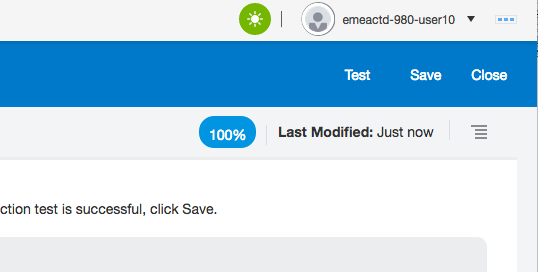 emeactd-980-user10
Test Save Close
100% Last Modified: Just now
ction test is successful, click Save.